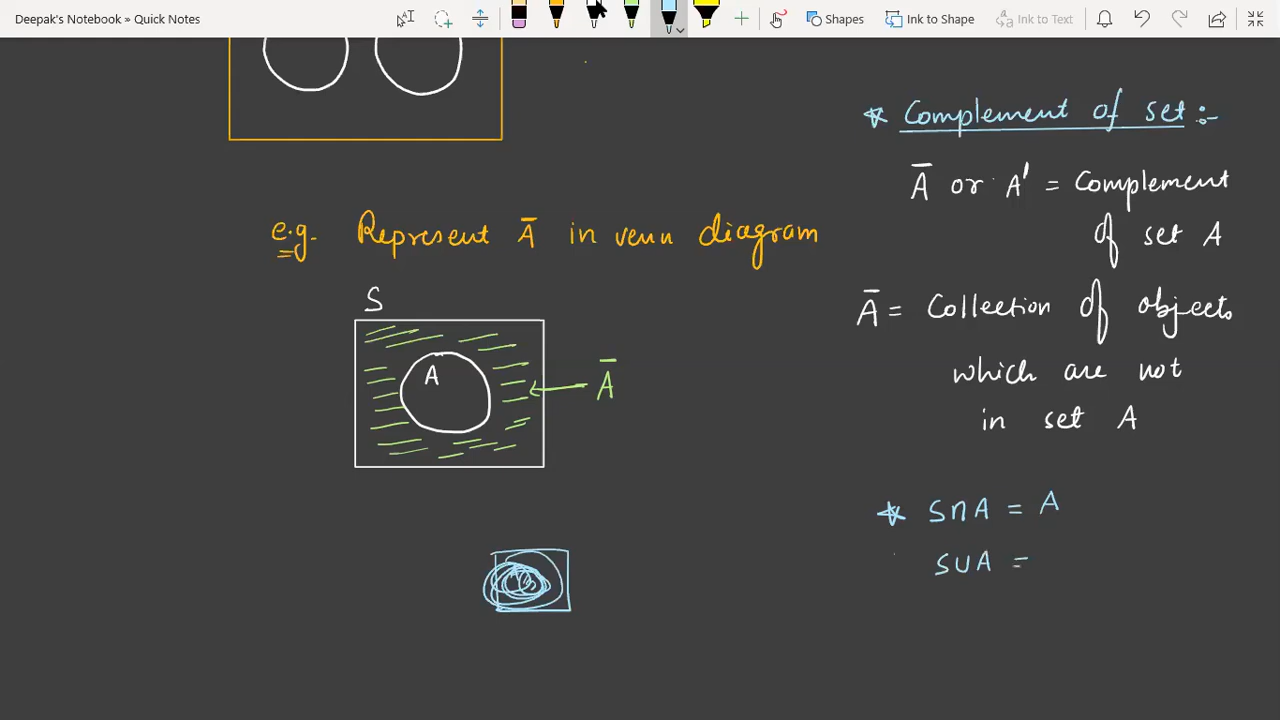 Deepak's Notebook » Quick Notes
Shapes
Ink to Shape
Ink to Text
* Complement of set :-
Ā or A' = Complement
of set A
Ā = Collection of objects
which are not
in set A
* S∩A = A
S∪A =
e.g. Represent Ā in venn diagram
S
A
Ā